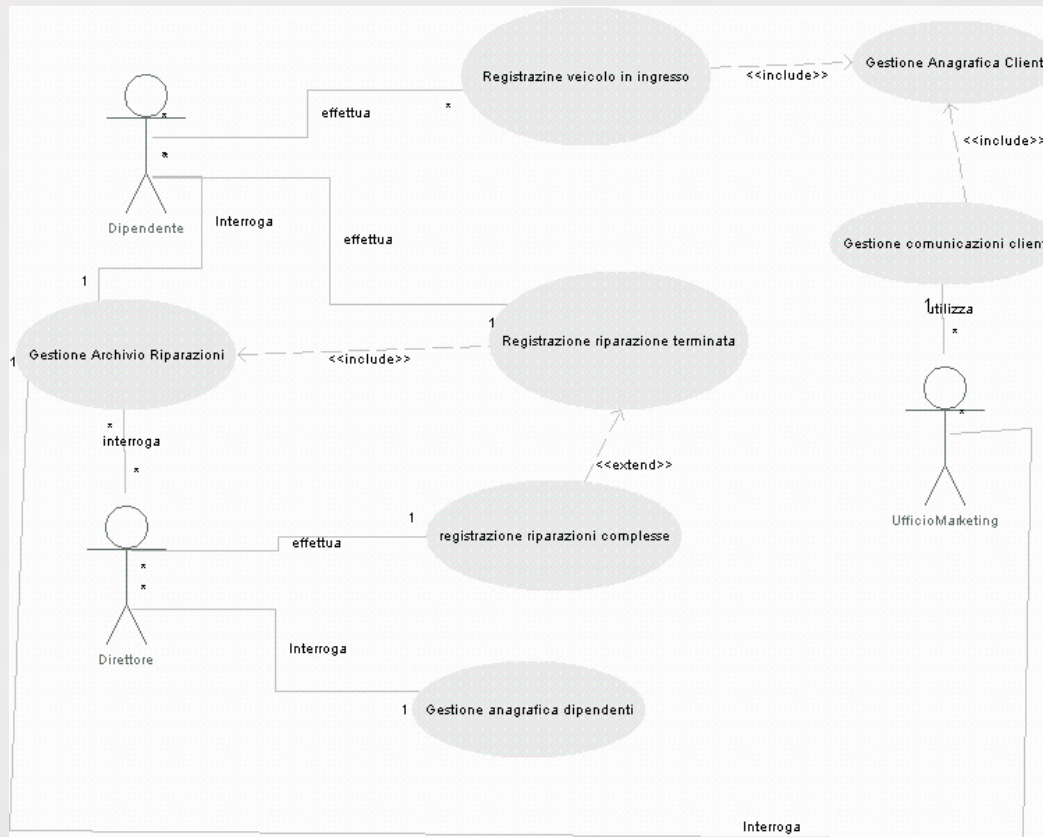 Registrazine veicolo in ingresso
<<include>>
Gestione Anagrafica Client
*
effettua
*
<<include>>
*
Dipendente
Interroga
effettua
Gestione comunicazioni client
1
1
utilizza
*
1
Gestione Archivio Riparazioni
1
<<include>>
Registrazione riparazione terminata
*
*
interroga
*
<<extend>>
UfficioMarketing
1
effettua
registrazione riparazioni complesse
*
*
Direttore
Interroga
1
Gestione anagrafica dipendenti
Interroga